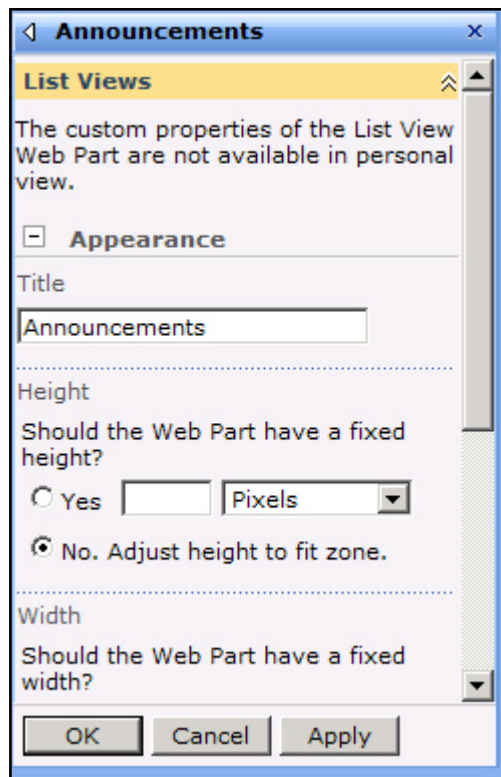 Announcements
List Views
The custom properties of the List View
Web Part are not available in personal
view.
Appearance
Title
Announcements
Height
Should the Web Part have a fixed
height?
Yes Pixels
No. Adjust height to fit zone.
Width
Should the Web Part have a fixed
width?
OK Cancel Apply